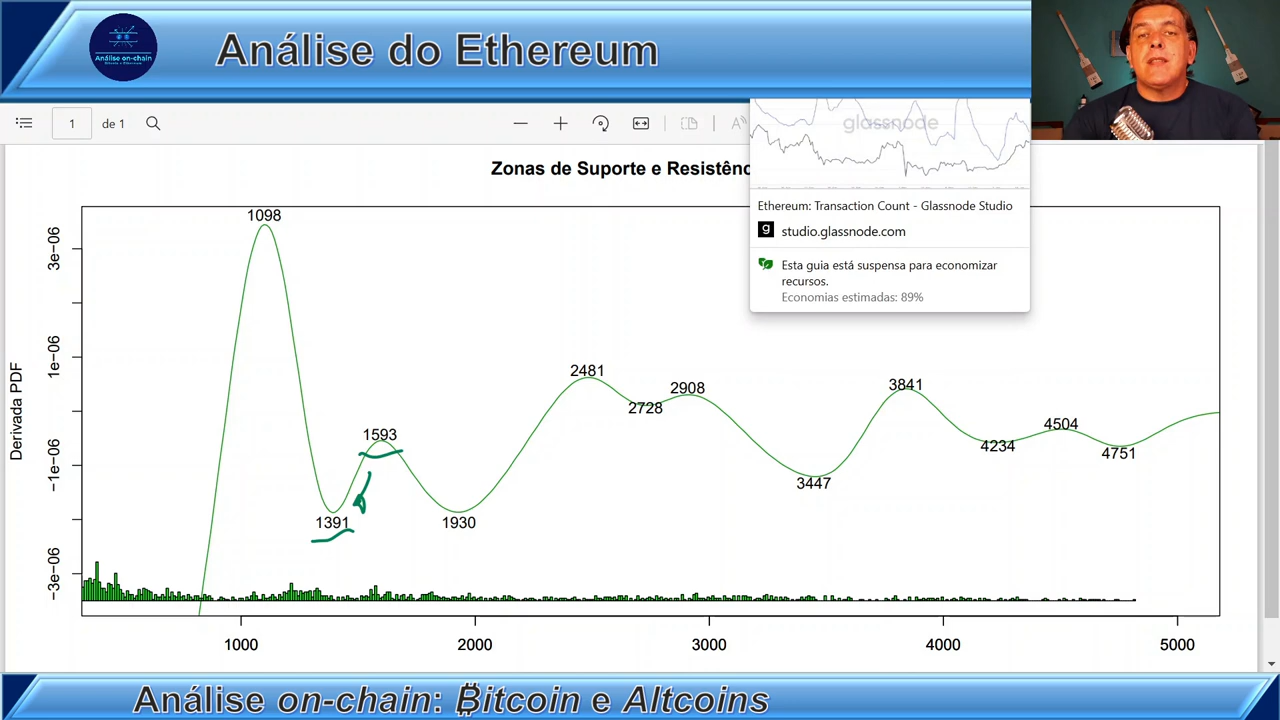 Análise do Ethereum
Análise on-chain
Bitcoin e Ethereum
1
de 1
glassnode
Zonas de Suporte e Resistênc
Ethereum: Transaction Count - Glassnode Studio
g
studio.glassnode.com
Esta guia está suspensa para economizar
recursos.
Economias estimadas: 89%
1098
1593
1391
1930
2481
2728
2908
3447
3841
4234
4504
4751
Derivada PDF
3e-06
1e-06
-1e-06
-3e-06
1000
2000
3000
4000
5000
Análise on-chain: ₿itcoin e Altcoins